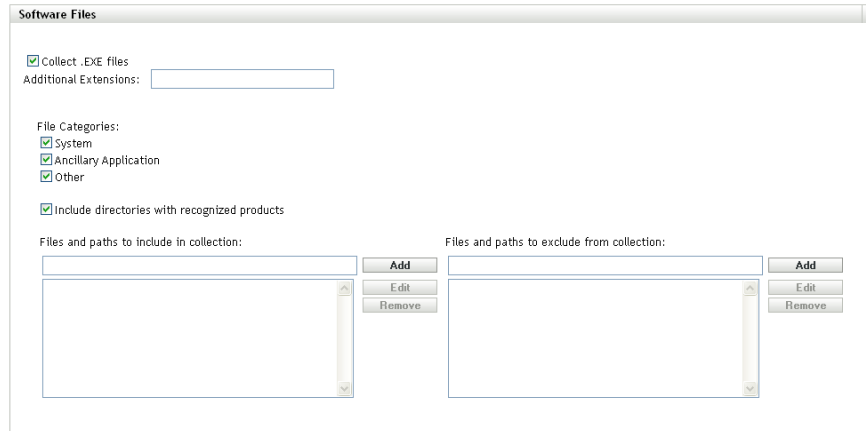 Software Files
Collect .EXE files
Additional Extensions:
File Categories:
System
Ancillary Application
Other
Include directories with recognized products
Files and paths to include in collection:
Files and paths to exclude from collection:
Add
Add
Edit
Edit
Remove
Remove